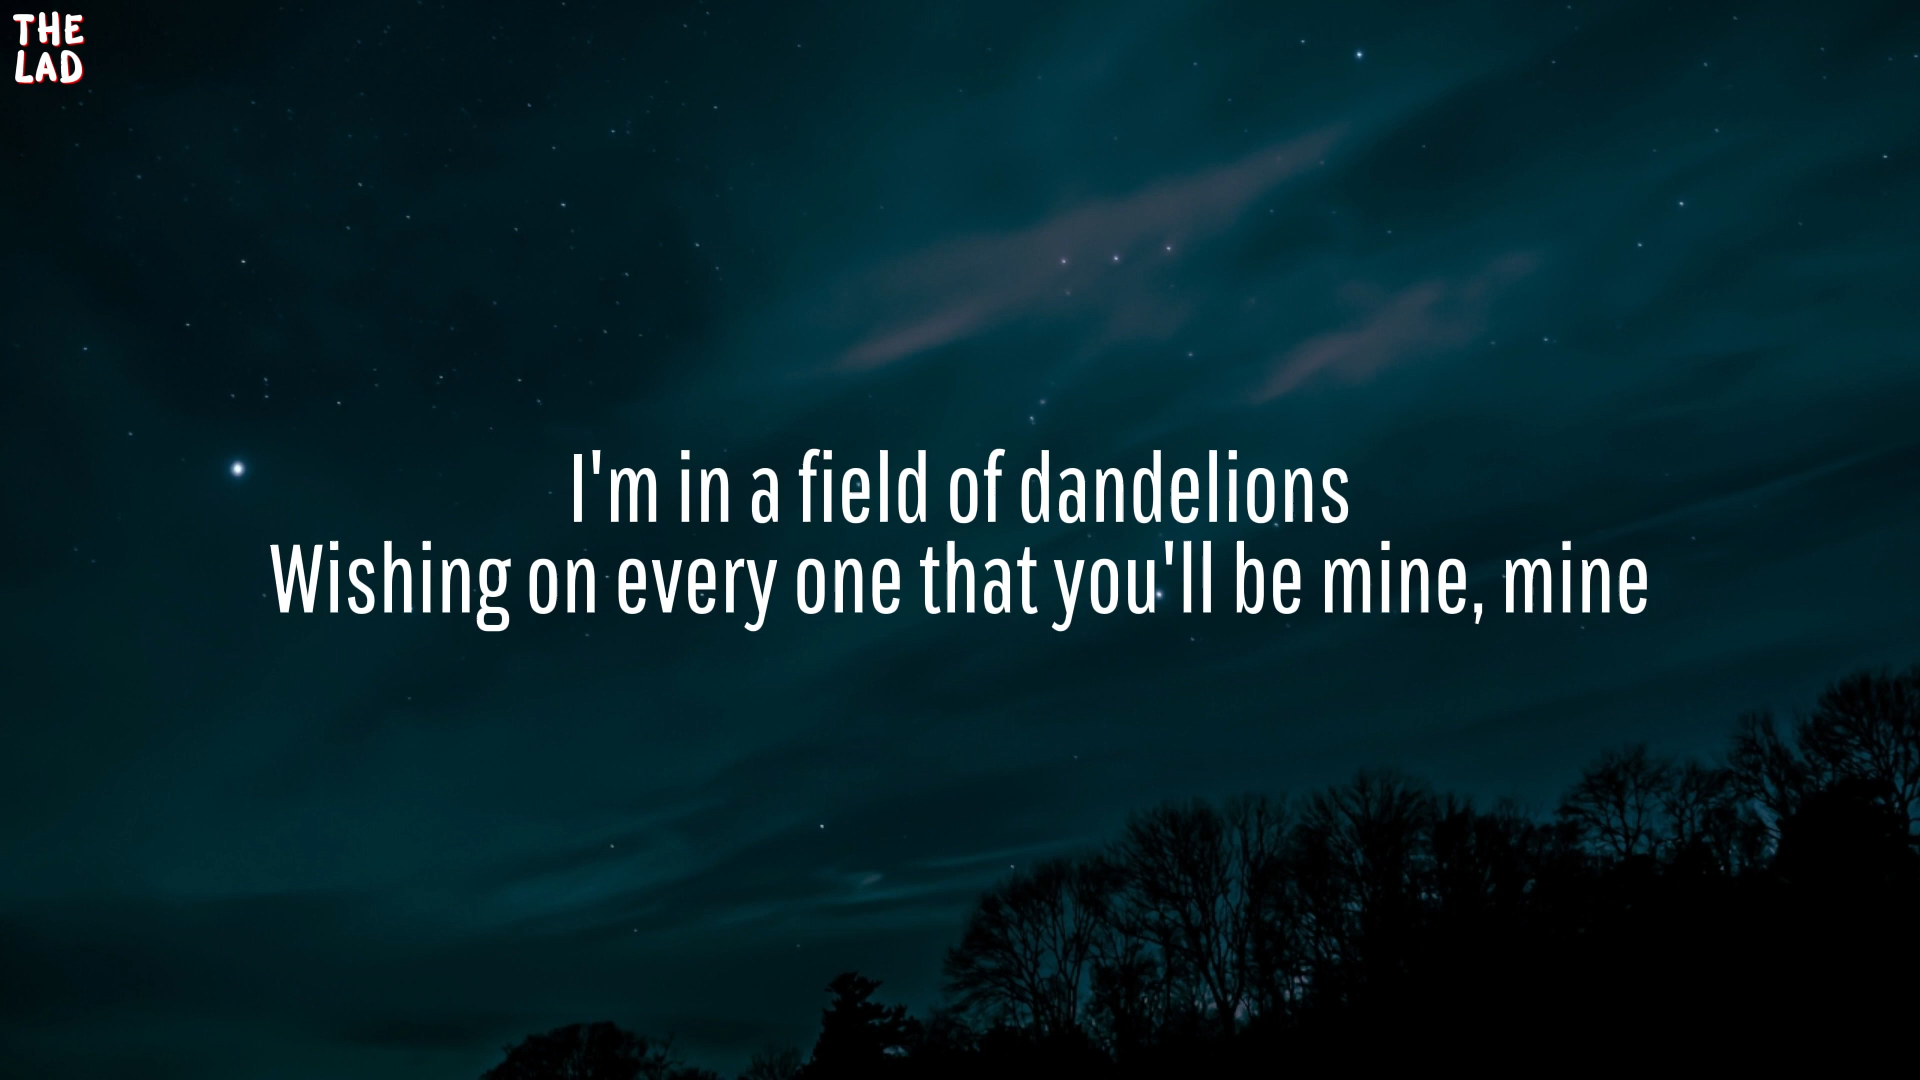 THE
LAD
I'm in a field of dandelions
Wishing on every one that you'll be mine, mine